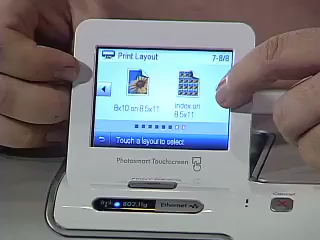 Print Layout 7-8/8
8x10 on 8.5x11
index on
8.5x11
Touch a layout to select
Photosmart Touchscreen
802.11g Ethernet
Cancel